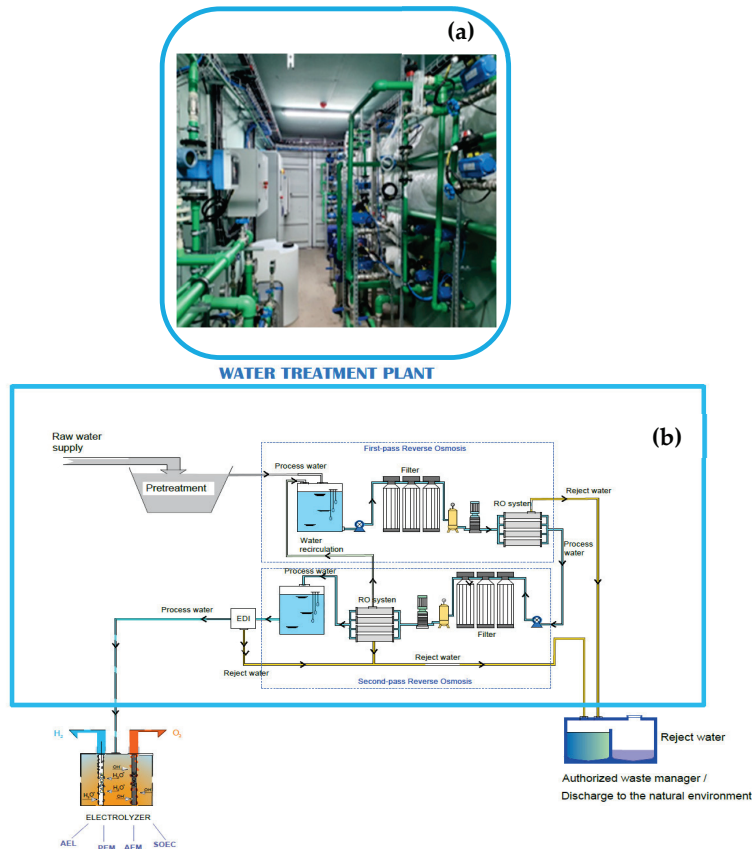 (a)
WATER TREATMENT PLANT
(b)
Raw water
supply
Pretreatment
First-pass Reverse Osmosis
Process water
Filter
RO systen
Reject water
Water
recirculation
Process
water
Process water
RO systen
Filter
Process water
EDI
Reject water
Reject water
Second-pass Reverse Osmosis
H₂
O₂
ELECTROLYZER
AEL
PEM
AEM
SOEC
Reject water
Authorized waste manager /
Discharge to the natural environment